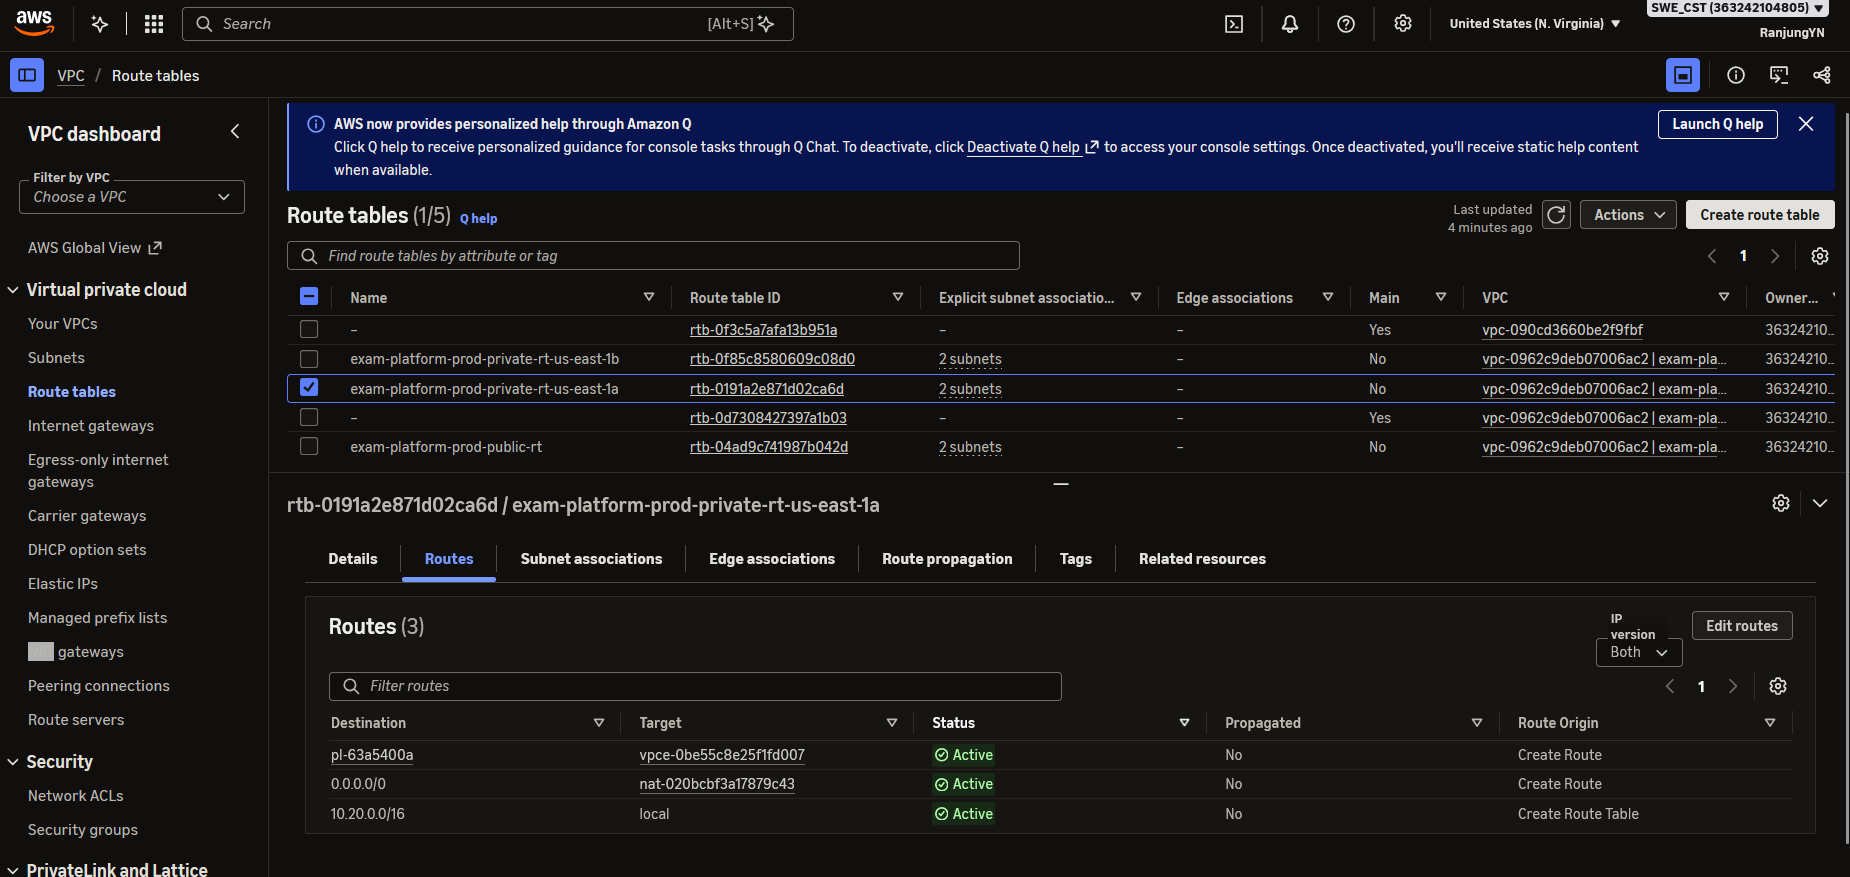 aws
Search
[Alt+S]
United States (N. Virginia)
SWE_CST (363242104805)
RanjungYN
VPC / Route tables
VPC dashboard
Filter by VPC
Choose a VPC
AWS Global View
Virtual private cloud
Your VPCs
Subnets
Route tables
Internet gateways
Egress-only internet
gateways
Carrier gateways
DHCP option sets
Elastic IPs
Managed prefix lists
gateways
Peering connections
Route servers
Security
Network ACLs
Security groups
PrivateLink and Lattice
AWS now provides personalized help through Amazon Q
Click Q help to receive personalized guidance for console tasks through Q Chat. To deactivate, click Deactivate Q help to access your console settings. Once deactivated, you'll receive static help content
when available.
Launch Q help
Route tables (1/5) Q help
Last updated
4 minutes ago
Actions
Create route table
Find route tables by attribute or tag
1
Name Route table ID Explicit subnet associatio... Edge associations Main VPC Owner...
– rtb-0f3c5a7afa13b951a – – Yes vpc-090cd3660be2f9fbf 36324210...
exam-platform-prod-private-rt-us-east-1b rtb-0f85c8580609c08d0 2 subnets – No vpc-0962c9deb07006ac2 | exam-pla... 36324210...
exam-platform-prod-private-rt-us-east-1a rtb-0191a2e871d02ca6d 2 subnets – No vpc-0962c9deb07006ac2 | exam-pla... 36324210...
– rtb-0d7308427397a1b03 – – Yes vpc-0962c9deb07006ac2 | exam-pla... 36324210...
exam-platform-prod-public-rt rtb-04ad9c741987b042d 2 subnets – No vpc-0962c9deb07006ac2 | exam-pla... 36324210...
rtb-0191a2e871d02ca6d / exam-platform-prod-private-rt-us-east-1a
Details Routes Subnet associations Edge associations Route propagation Tags Related resources
Routes (3)
IP
version
Both
Edit routes
Filter routes
1
Destination Target Status Propagated Route Origin
pl-63a5400a vpce-0be55c8e25f1fd007 Active No Create Route
0.0.0.0/0 nat-020bcbf3a17879c43 Active No Create Route
10.20.0.0/16 local Active No Create Route Table